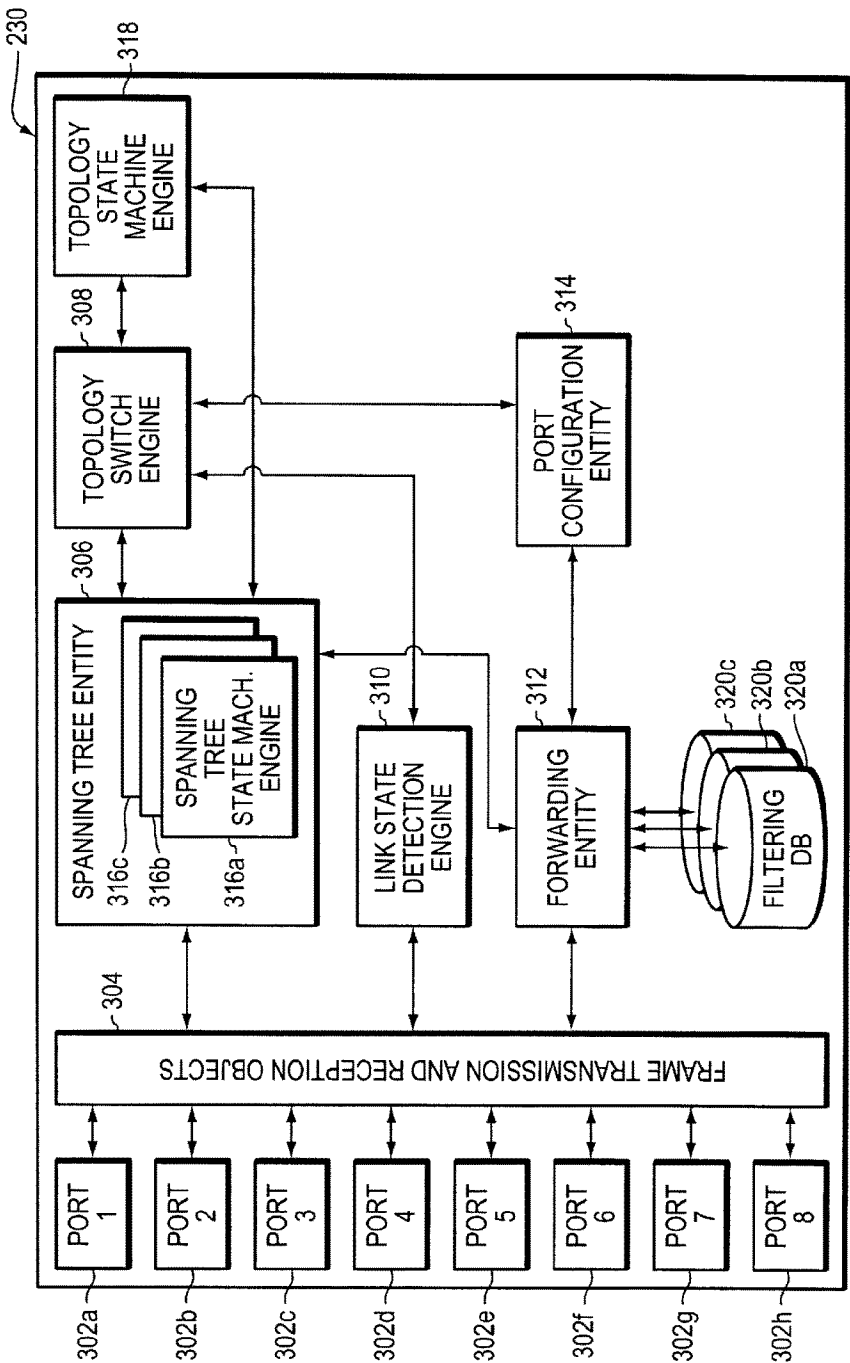 230
318
TOPOLOGY
STATE
MACHINE
ENGINE
308
TOPOLOGY
SWITCH
ENGINE
314
PORT
CONFIGURATION
ENTITY
306
SPANNING TREE ENTITY
316c
316b
316a
SPANNING
TREE
STATE MACH.
ENGINE
310
LINK STATE
DETECTION
ENGINE
312
FORWARDING
ENTITY
320c
320b
320a
FILTERING
DB
304
FRAME TRANSMISSION AND RECEPTION OBJECTS
PORT
1
302a
PORT
2
302b
PORT
3
302c
PORT
4
302d
PORT
5
302e
PORT
6
302f
PORT
7
302g
PORT
8
302h